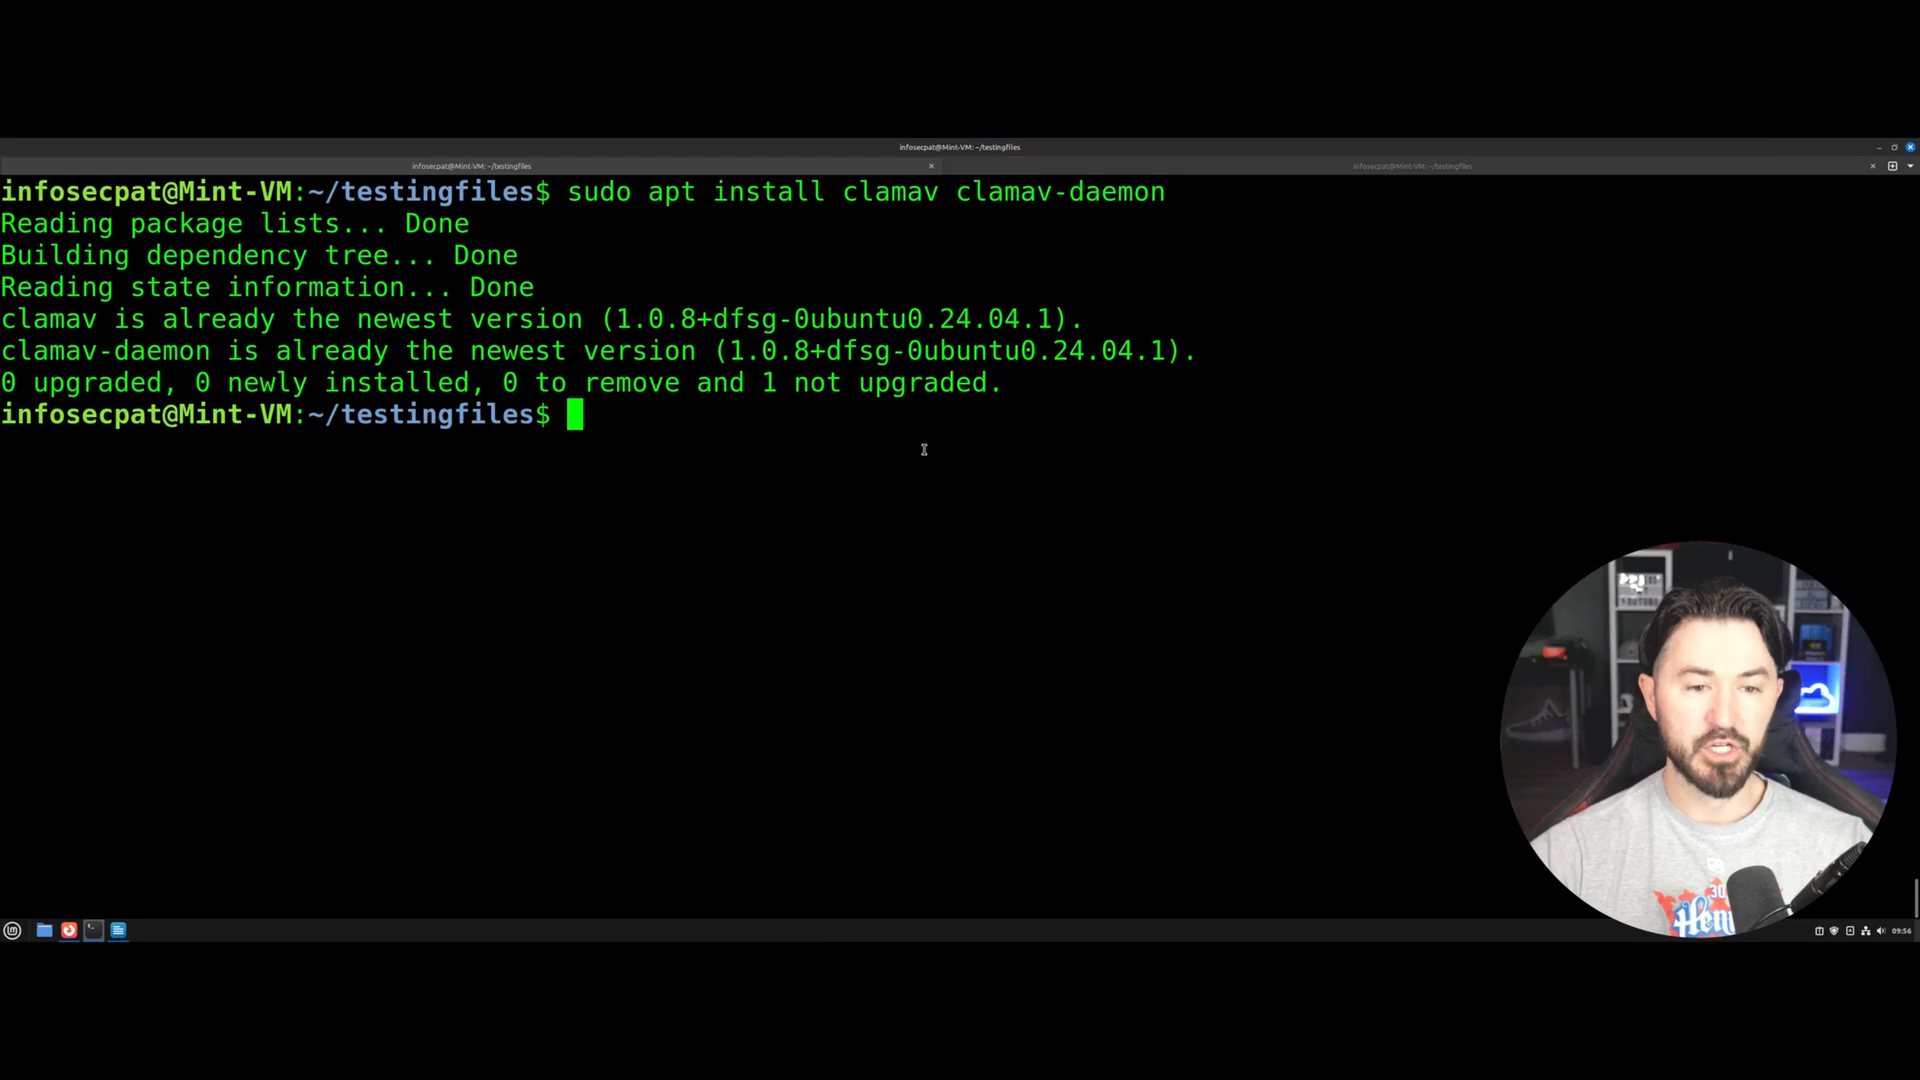 infosecpat@Mint-VM: ~/testingfiles
infosecpat@Mint-VM: ~/testingfiles
infosecpat@Mint-VM: ~/testingfiles
infosecpat@Mint-VM:~/testingfiles$ sudo apt install clamav clamav-daemon
Reading package lists... Done
Building dependency tree... Done
Reading state information... Done
clamav is already the newest version (1.0.8+dfsg-0ubuntu0.24.04.1).
clamav-daemon is already the newest version (1.0.8+dfsg-0ubuntu0.24.04.1).
0 upgraded, 0 newly installed, 0 to remove and 1 not upgraded.
infosecpat@Mint-VM:~/testingfiles$
30
09:56